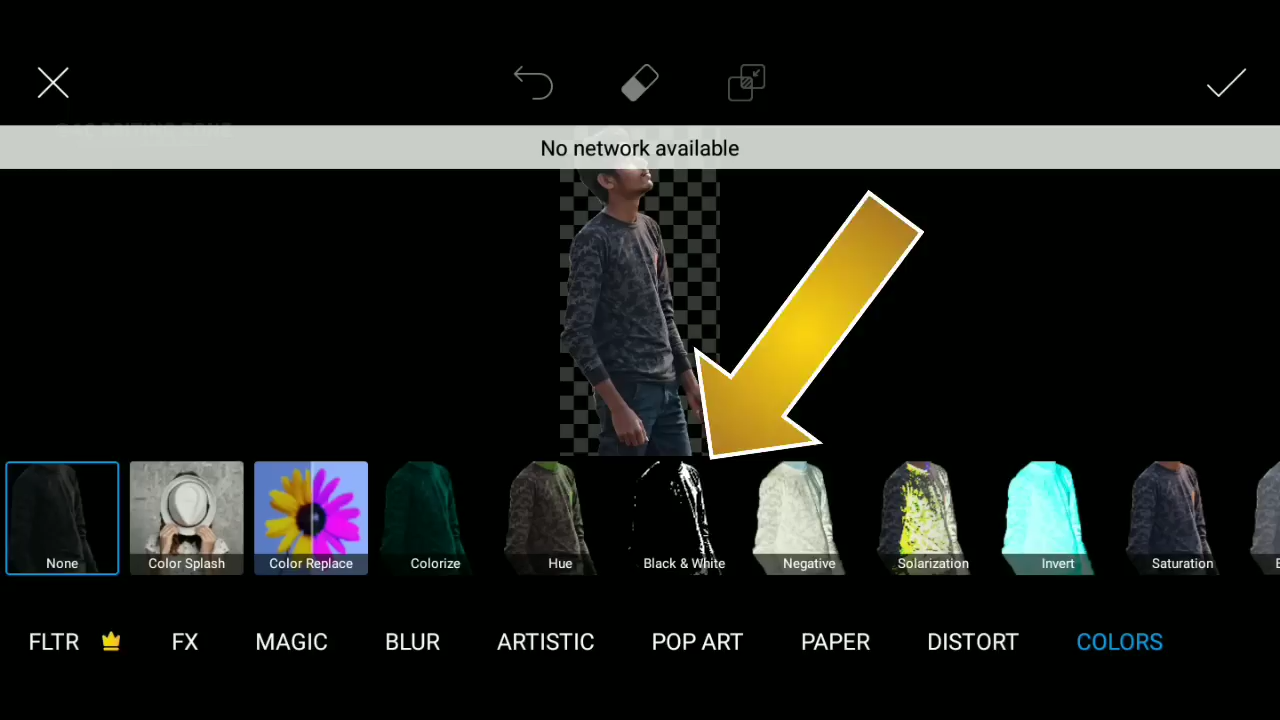 No network available
None
Color Splash
Color Replace
Colorize
Hue
Black & White
Negative
Solarization
Invert
Saturation
FLTR
FX
MAGIC
BLUR
ARTISTIC
POP ART
PAPER
DISTORT
COLORS